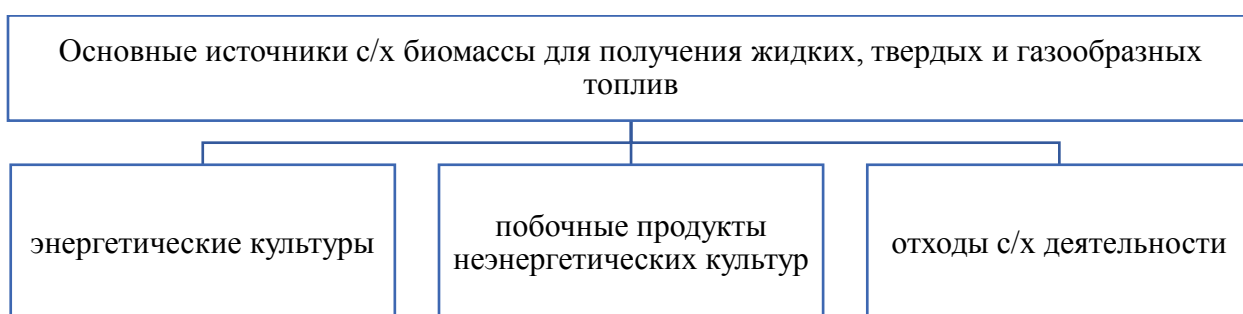 Основные источники с/х биомассы для получения жидких, твердых и газообразных
топлив
энергетические культуры
побочные продукты
неэнергетических культур
отходы с/х деятельности